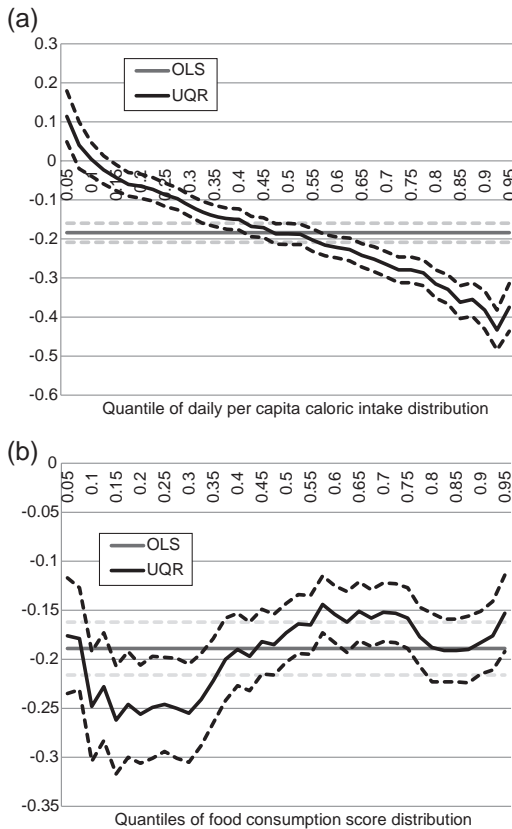 (a)
0.3
0.2
0.1
0
-0.1
-0.2
-0.3
-0.4
-0.5
-0.6
OLS
UQR
0.05 0.1 0.15 0.2 0.25 0.3 0.35 0.4 0.45 0.5 0.55 0.6 0.65 0.7 0.75 0.8 0.85 0.9 0.95
Quantile of daily per capita caloric intake distribution
(b)
0
-0.05
-0.1
-0.15
-0.2
-0.25
-0.3
-0.35
0.05 0.1 0.15 0.2 0.25 0.3 0.35 0.4 0.45 0.5 0.55 0.6 0.65 0.7 0.75 0.8 0.85 0.9 0.95
OLS
UQR
Quantiles of food consumption score distribution